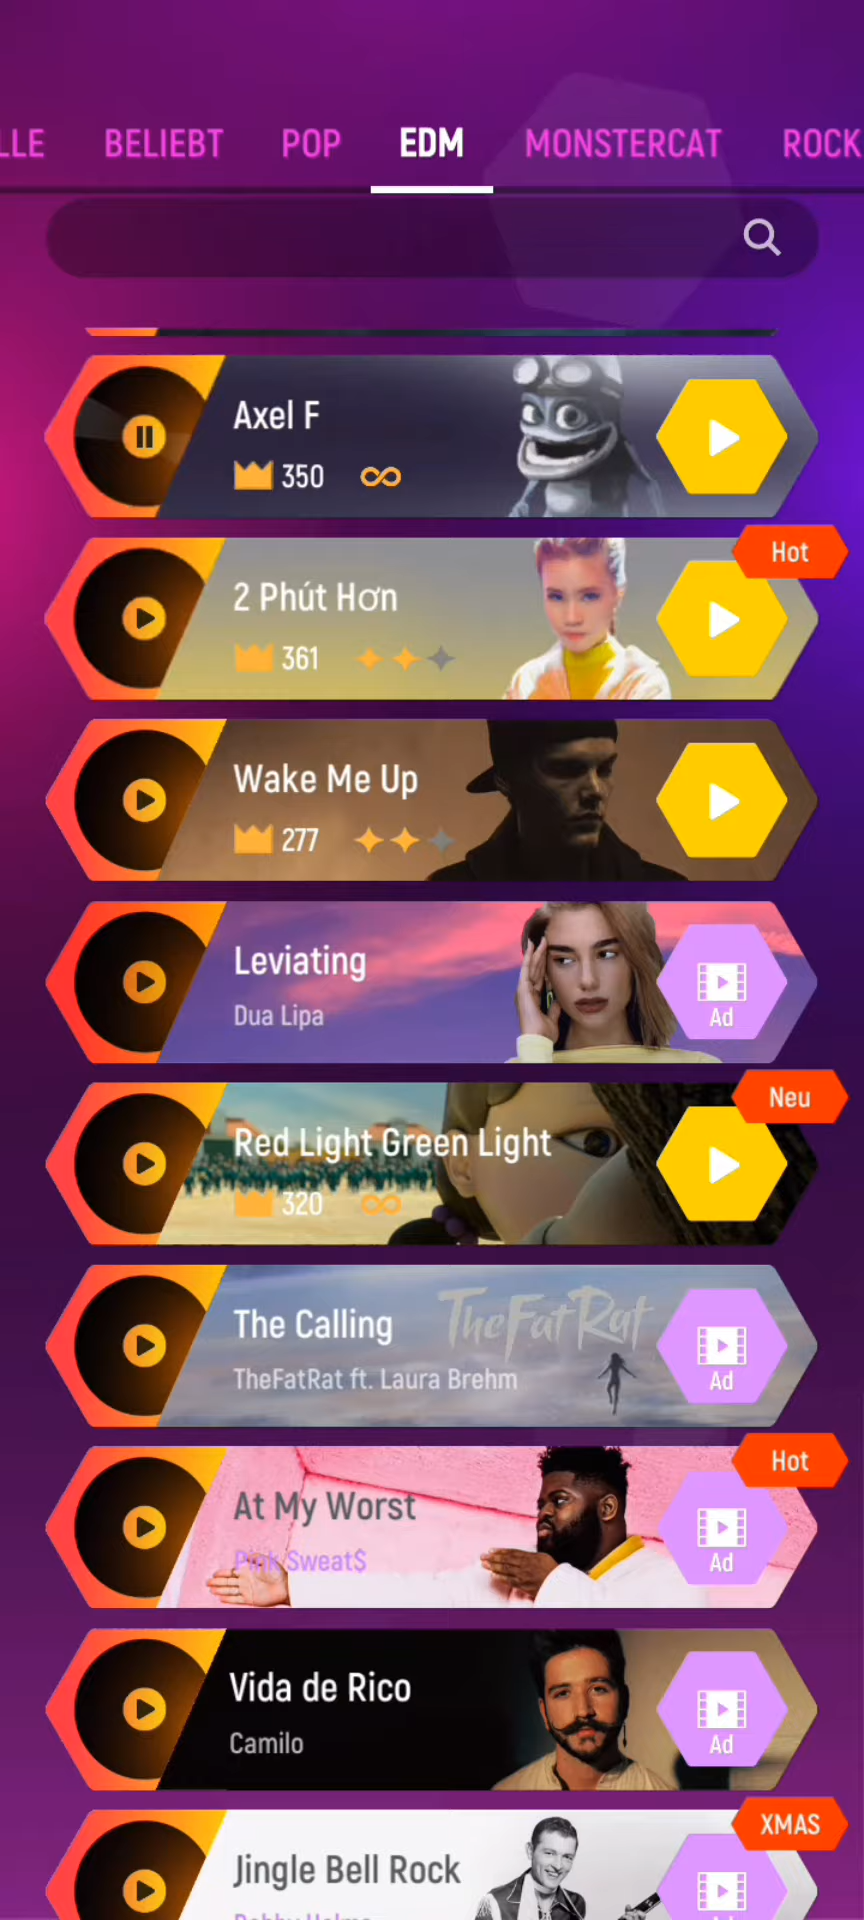 LLE BELIEBT POP EDM MONSTERCAT ROCK
Axel F
350
Hot
2 Phút Hơn
361
Wake Me Up
277
Leviating
Dua Lipa
Ad
Neu
Red Light Green Light
320
The Calling
TheFatRat
TheFatRat ft. Laura Brehm
Ad
Hot
At My Worst
Pink Sweat$
Ad
Vida de Rico
Camilo
Ad
XMAS
Jingle Bell Rock